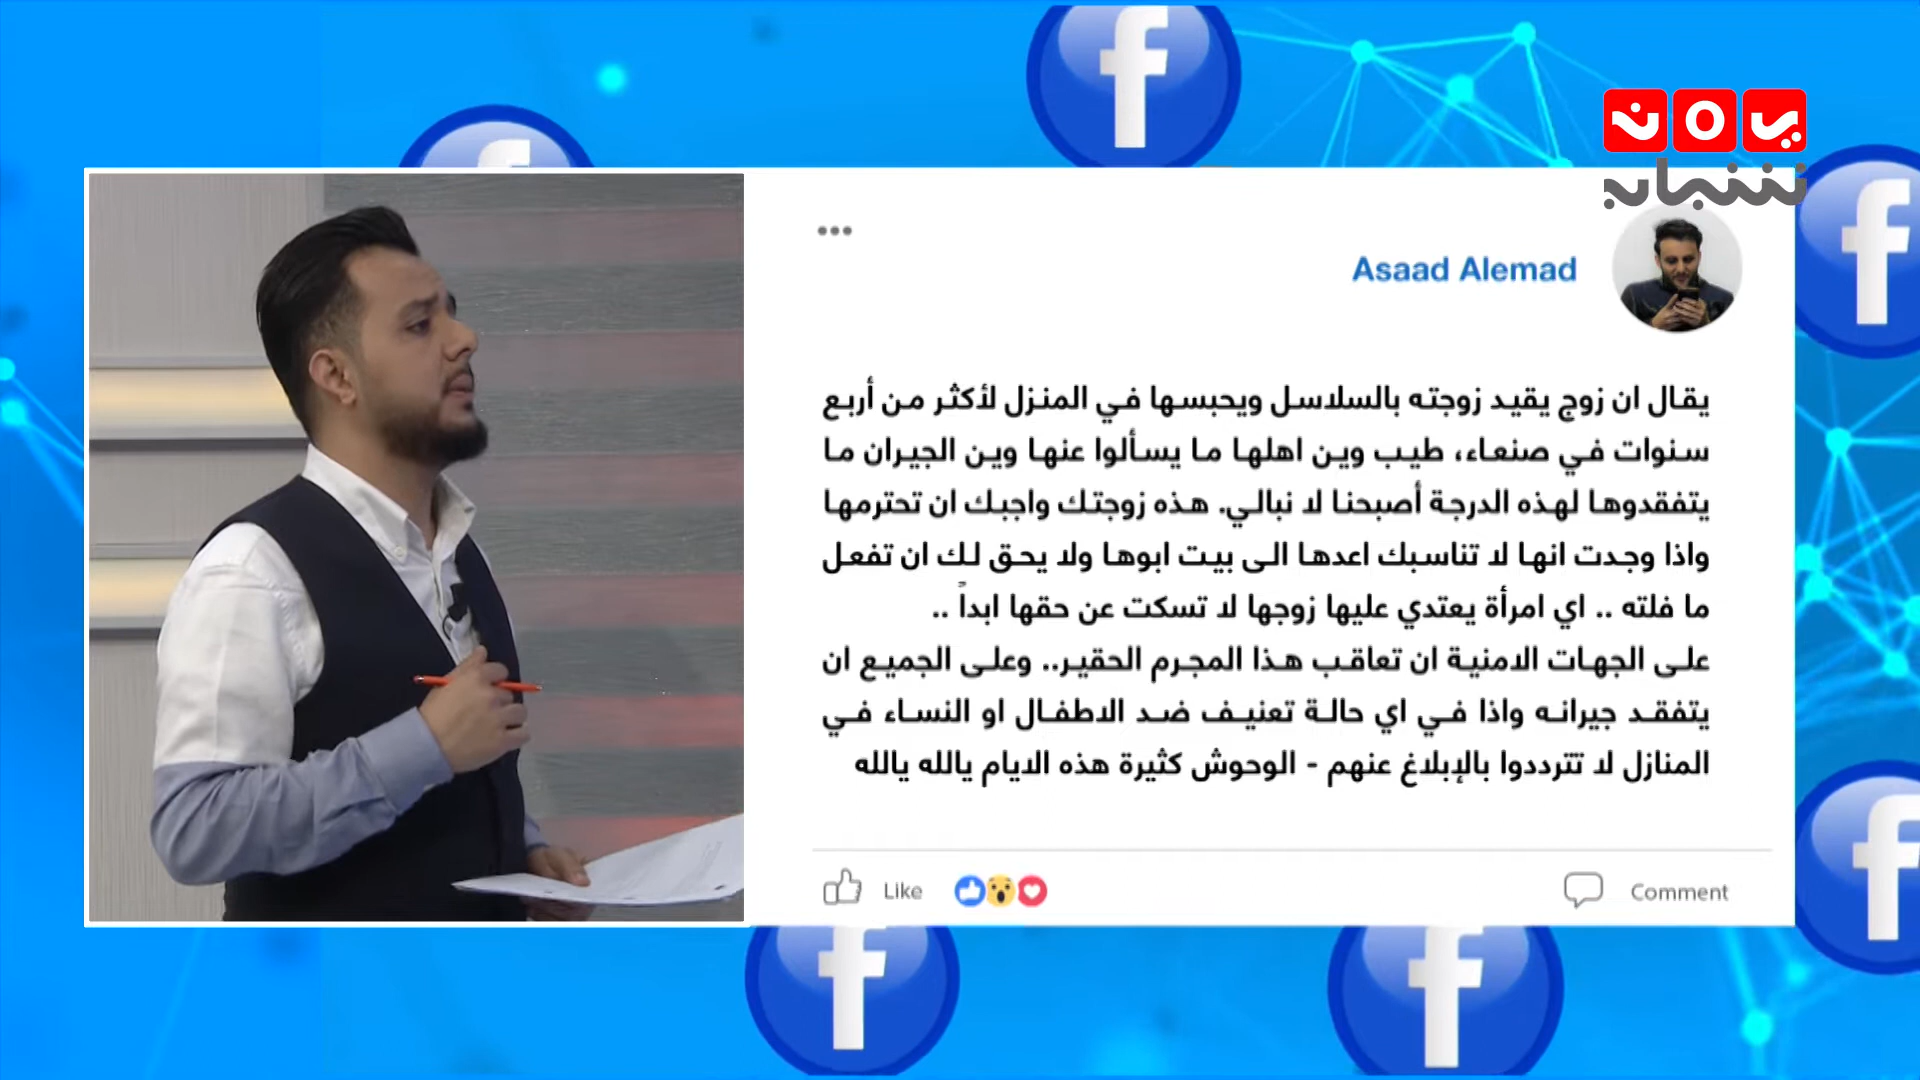 يمن
شباب
Asaad Alemad
يقال ان زوج يقيد زوجته بالسلاسل ويحبسها في المنزل لأكثر من أربع
سنوات في صنعاء، طيب وين اهلها ما يسألوا عنها وين الجيران ما
يتفقدوها لهذه الدرجة أصبحنا لا نبالي. هذه زوجتك واجبك ان تحترمها
واذا وجدت انها لا تناسبك اعدها الى بيت ابوها ولا يحق لك ان تفعل
ما فلته .. اي امرأة يعتدي عليها زوجها لا تسكت عن حقها ابداً ..
على الجهات الامنية ان تعاقب هذا المجرم الحقير.. وعلى الجميع ان
يتفقد جيرانه واذا في اي حالة تعنيف ضد الاطفال او النساء في
المنازل لا تترددوا بالإبلاغ عنهم - الوحوش كثيرة هذه الايام يالله يالله
Like
Comment